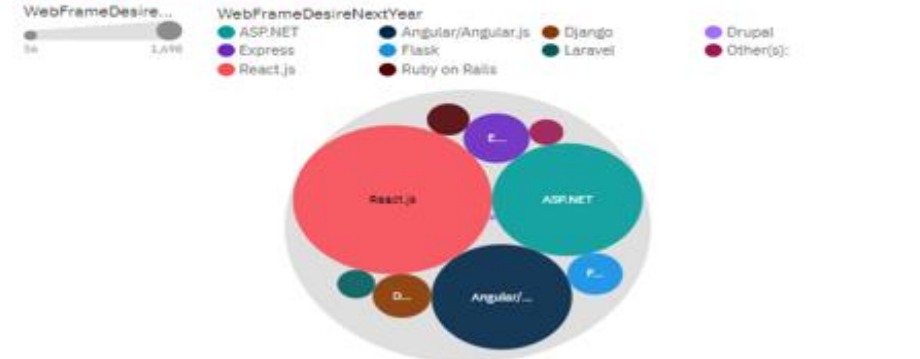 WebFrameDesire...
56 1,698
WebFrameDesireNextYear
ASP.NET Angular/Angular.js Django Drupal
Express Flask Laravel Other(s):
React.js Ruby on Rails
E...
React.js ASP.NET
F...
D... Angular/...